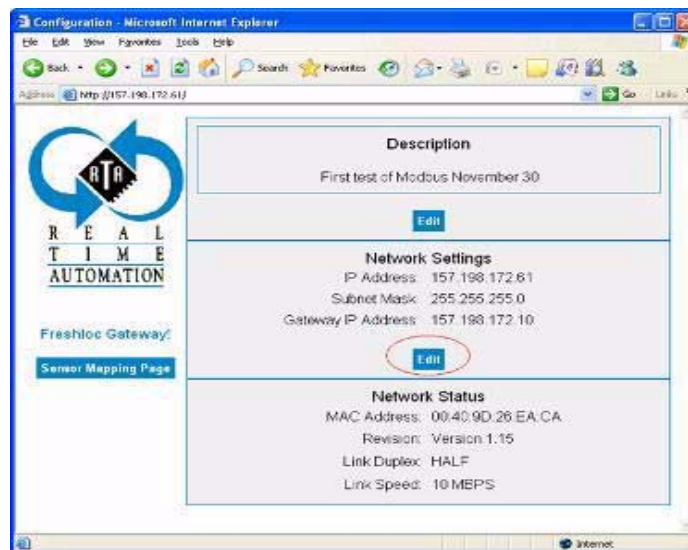 Configuration - Microsoft Internet Explorer
File Edit View Favorites Tools Help
Back Search Favorites
Address http://157.198.172.61/ Go Links
RTA
REAL
TIME
AUTOMATION
Freshloc Gateway!
Sensor Mapping Page
Description
First test of Modbus November 30
Edit
Network Settings
IP Address: 157.198.172.61
Subnet Mask: 255.255.255.0
Gateway IP Address: 157.198.172.10
Edit
Network Status
MAC Address: 00:40:9D:26:EA:CA
Revision: Version 1.15
Link Duplex: HALF
Link Speed: 10 MBPS
Internet